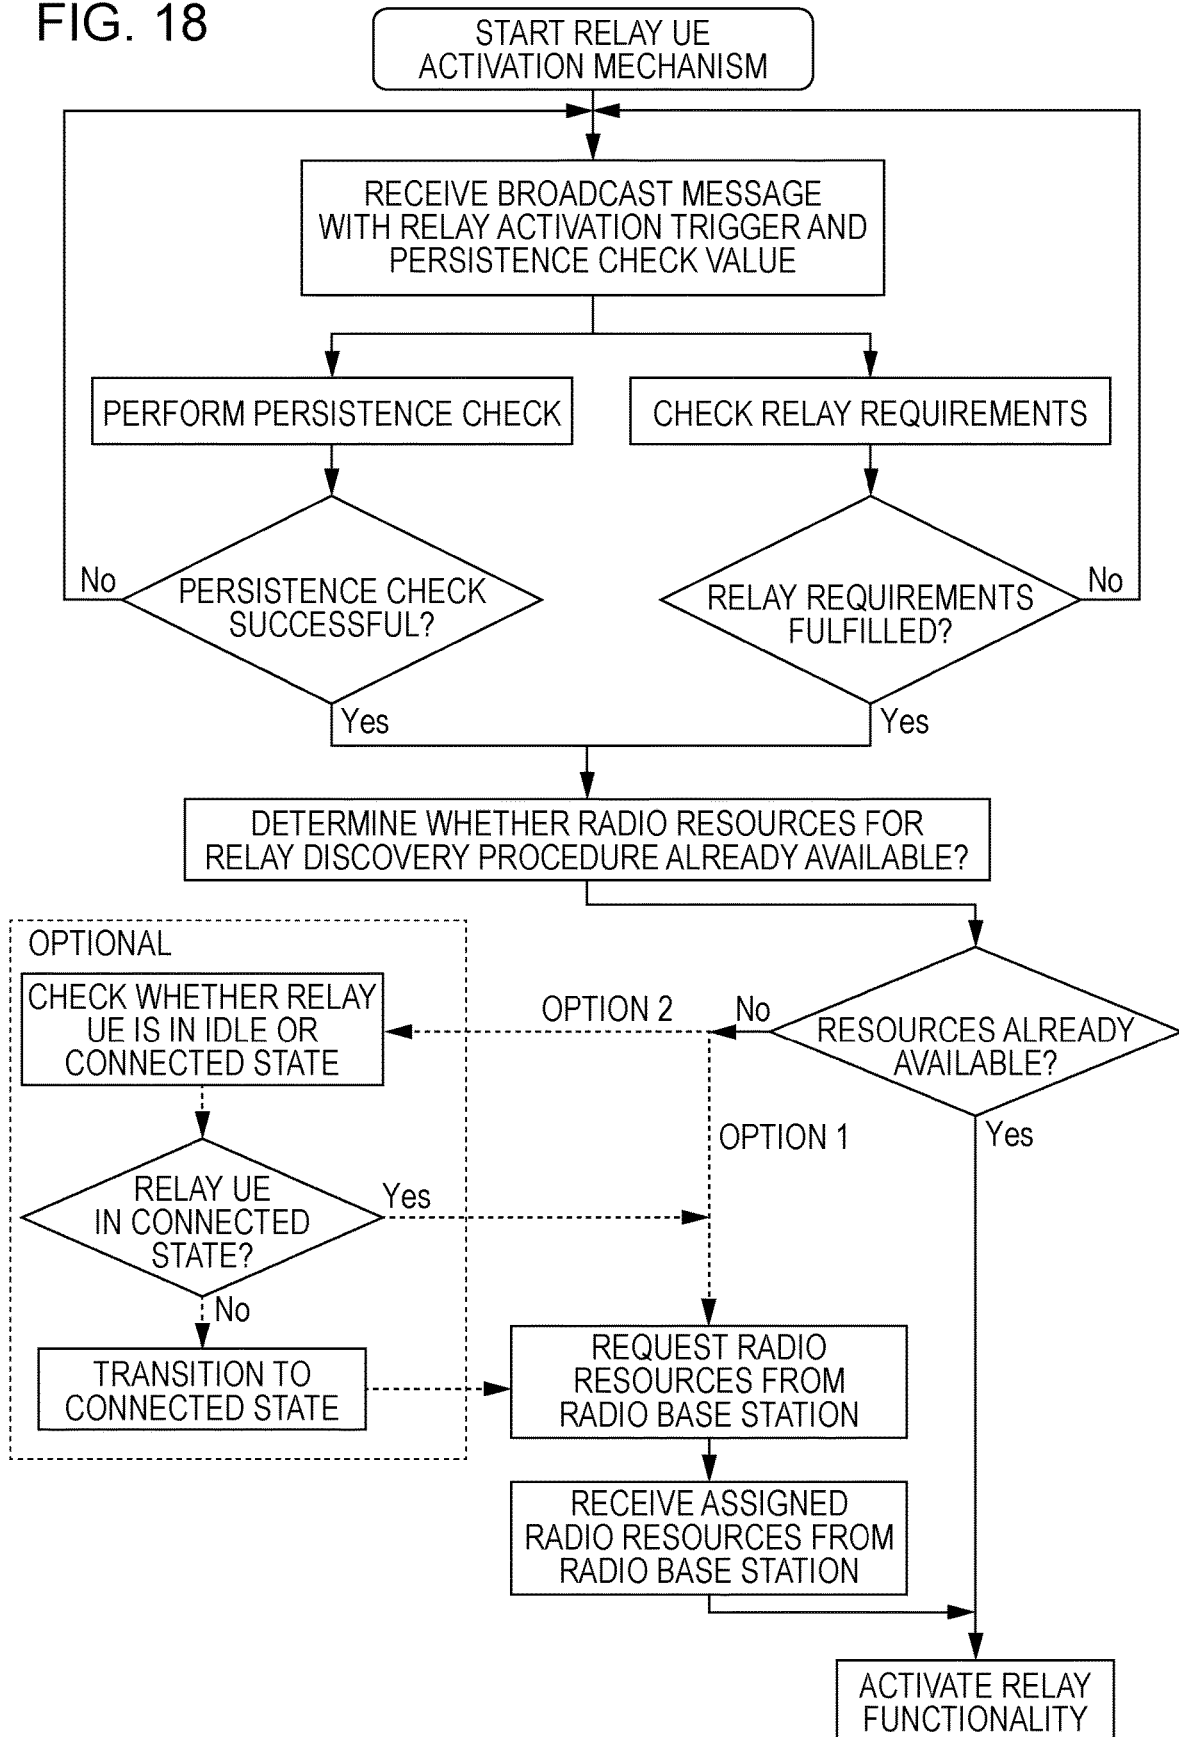 FIG. 18
START RELAY UE
ACTIVATION MECHANISM
RECEIVE BROADCAST MESSAGE
WITH RELAY ACTIVATION TRIGGER AND
PERSISTENCE CHECK VALUE
PERFORM PERSISTENCE CHECK
CHECK RELAY REQUIREMENTS
No
PERSISTENCE CHECK
SUCCESSFUL?
RELAY REQUIREMENTS
FULFILLED?
No
Yes
Yes
DETERMINE WHETHER RADIO RESOURCES FOR
RELAY DISCOVERY PROCEDURE ALREADY AVAILABLE?
OPTIONAL
CHECK WHETHER RELAY
UE IS IN IDLE OR
CONNECTED STATE
OPTION 2
No
RESOURCES ALREADY
AVAILABLE?
OPTION 1
Yes
RELAY UE
IN CONNECTED
STATE?
Yes
No
TRANSITION TO
CONNECTED STATE
REQUEST RADIO
RESOURCES FROM
RADIO BASE STATION
RECEIVE ASSIGNED
RADIO RESOURCES FROM
RADIO BASE STATION
ACTIVATE RELAY
FUNCTIONALITY